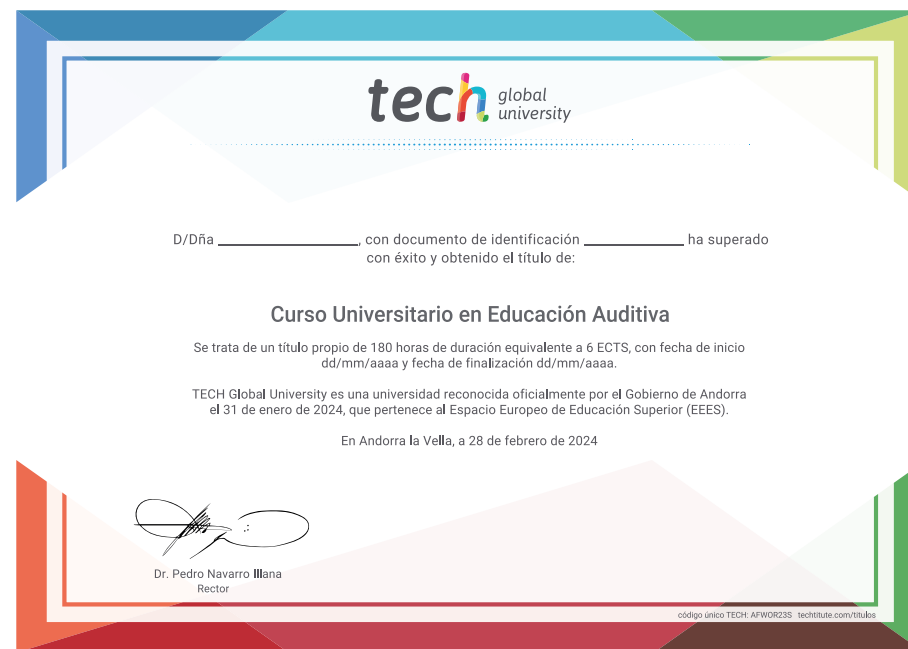 tech global university
D/Dña ____________________, con documento de identificación ______________ ha superado
con éxito y obtenido el título de:
Curso Universitario en Educación Auditiva
Se trata de un título propio de 180 horas de duración equivalente a 6 ECTS, con fecha de inicio
dd/mm/aaaa y fecha de finalización dd/mm/aaaa.
TECH Global University es una universidad reconocida oficialmente por el Gobierno de Andorra
el 31 de enero de 2024, que pertenece al Espacio Europeo de Educación Superior (EEES).
En Andorra la Vella, a 28 de febrero de 2024
Dr. Pedro Navarro Illana
Rector
código único TECH: AFWOR23S techtitute.com/titulos